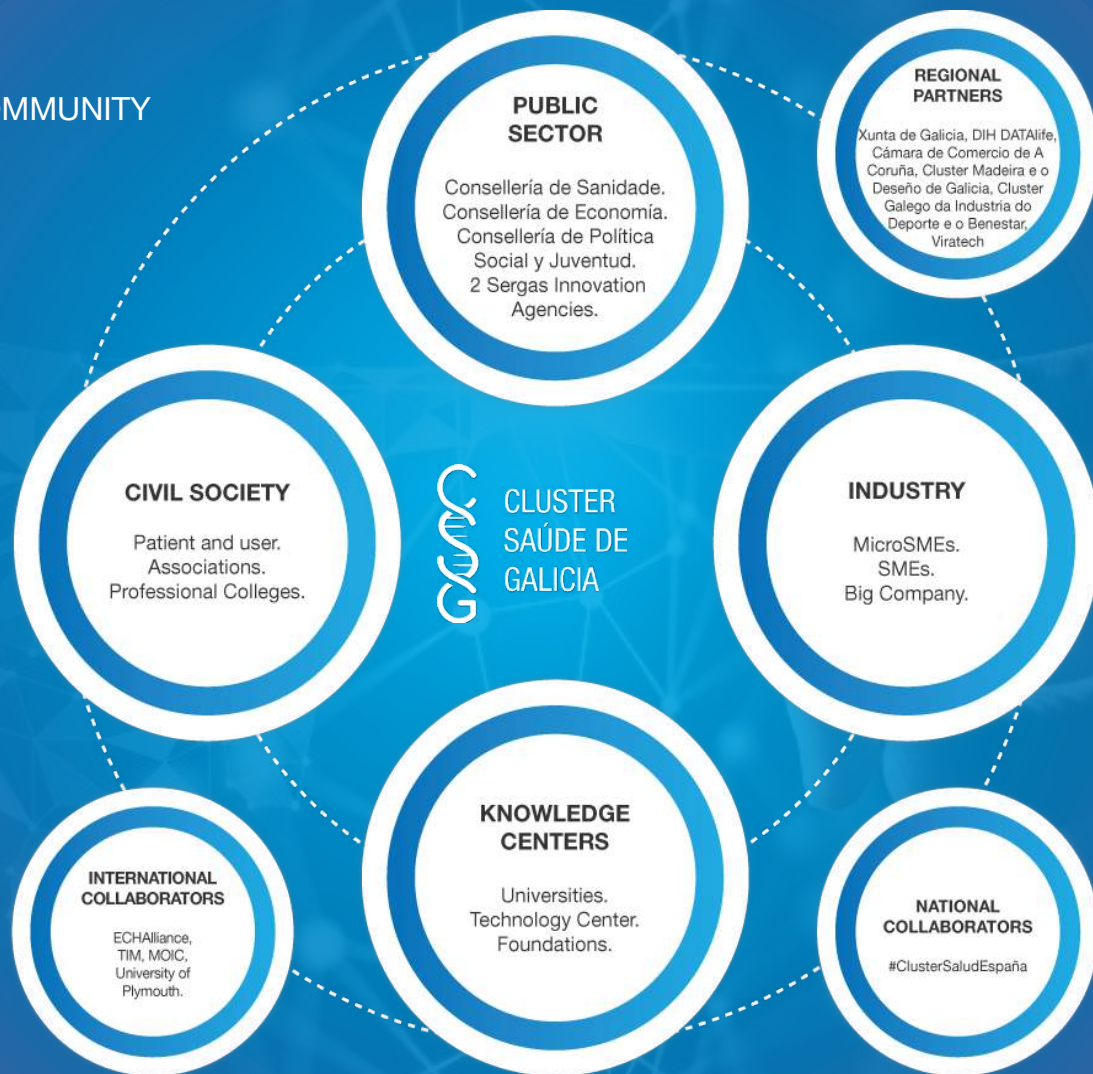 OMMUNITY
PUBLIC
SECTOR
Consellería de Sanidade.
Consellería de Economía.
Consellería de Política
Social y Juventud.
2 Sergas Innovation
Agencies.
REGIONAL
PARTNERS
Xunta de Galicia, DIH DATAlife,
Cámara de Comercio de A
Coruña, Cluster Madeira e o
Deseño de Galicia, Cluster
Galego da Industria do
Deporte e o Benestar,
Viratech
CIVIL SOCIETY
Patient and user.
Associations.
Professional Colleges.
CSG
CLUSTER
SAÚDE DE
GALICIA
INDUSTRY
MicroSMEs.
SMEs.
Big Company.
KNOWLEDGE
CENTERS
Universities.
Technology Center.
Foundations.
INTERNATIONAL
COLLABORATORS
ECHAlliance,
TIM, MOIC,
University of
Plymouth.
NATIONAL
COLLABORATORS
#ClusterSaludEspaña